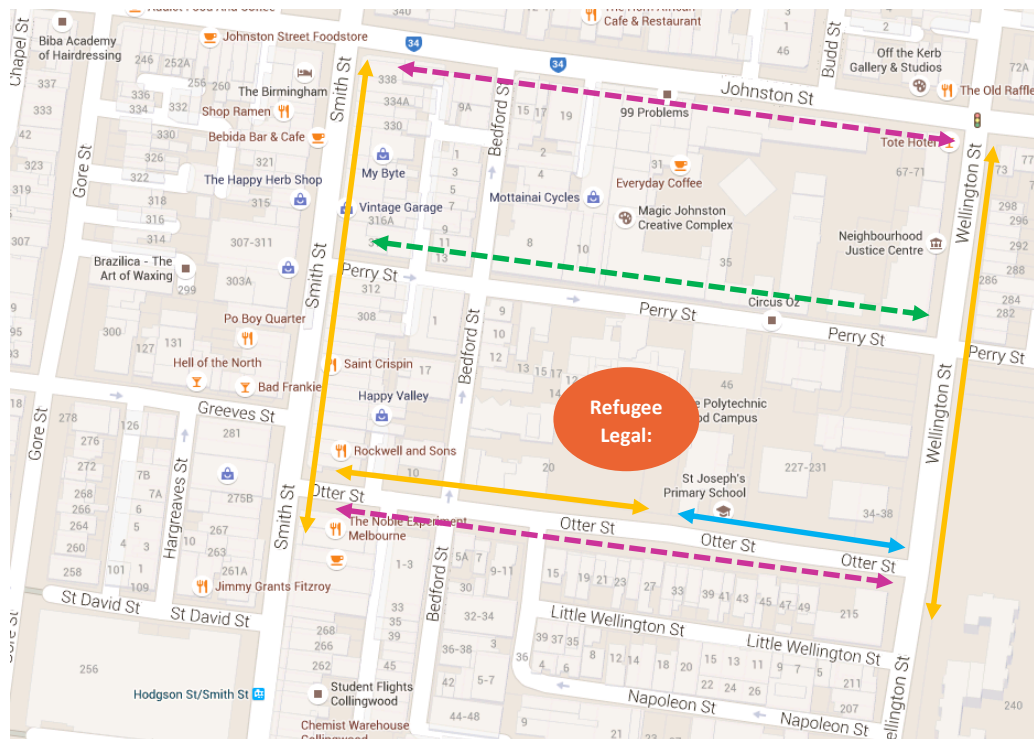 Chapel St
Biba Academy
of Hairdressing
Johnston Street Foodstore
340
Cafe & Restaurant
34
34
1
2
46
Budd St
Off the Kerb
Gallery & Studios
72A
The Old Raffle
246
252A
256
260
The Birmingham
Smith St
338
334A
330
9A
Bedford St
15
17
19
99 Problems
Johnston St
Tote Hotel
336
334
332
Shop Ramen
Bebida Bar & Cafe
333
326
322
321
323
319
Gore St
My Byte
1
3
4
2
31
Everyday Coffee
67-71
Wellington St
77
The Happy Herb Shop
315
Vintage Garage
316A
5
7
9
11
13
Mottainai Cycles
Magic Johnston
Creative Complex
298
296
294
292
318
316
314
307
307-311
8
10
35
Neighbourhood
Justice Centre
286
284
282
Brazilica - The
Art of Waxing
299
303A
Smith St
Perry St
312
308
1
Perry St
Circus Oz
Perry St
Perry St
295
300
127
131
Po Boy Quarter
Hell of the North
Bad Frankie
Saint Crispin
17
Bedford St
9
10
12
13
15
17
14
12
46
Polytechnic
Campus
Refugee
Legal:
Happy Valley
Greeves St
Gore St
278
276
272
268
266
264
260
258
126
7B
7A
6
5
4
3
1
101
109
Hargreaves St
281
275B
267
263
261A
Rockwell and Sons
10
20
St Joseph's
Primary School
227-231
34-38
Wellington St
Smith St
Otter St
Otter St
Otter St
Otter St
The Noble Experiment
Melbourne
1-3
Bedford St
5A
7
9-11
30
15
19
21
23
27
33
39
41
43
45
47
49
215
Jimmy Grants Fitzroy
St David St
St David St
33
35
39
32-34
Little Wellington St
Little Wellington St
268
266
262
45
36-38
3
42
5-7
36
39
37
35
4
6
8
12
14
18
20
15
13
11
9
7
5
211
22
24
26
207
256
Hodgson St/Smith St
Student Flights
Collingwood
44-48
Napoleon St
Napoleon St
Wellington St
240
Chemist Warehouse